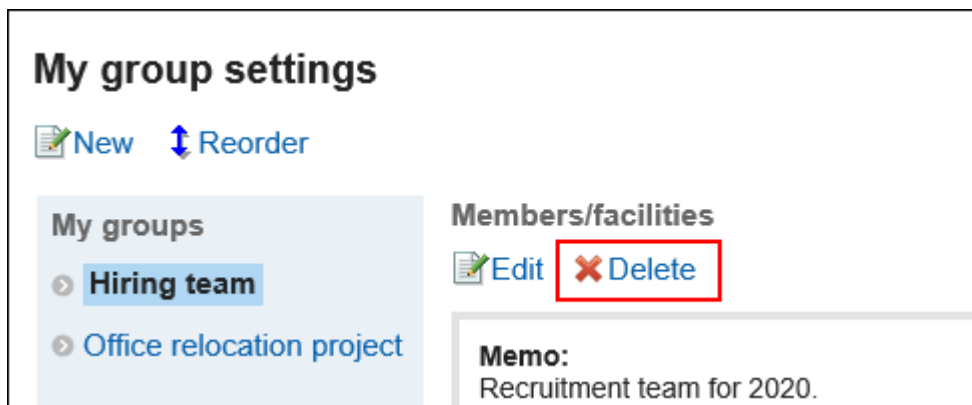 My group settings
New Reorder
My groups
Hiring team
Office relocation project
Members/facilities
Edit Delete
Memo:
Recruitment team for 2020.